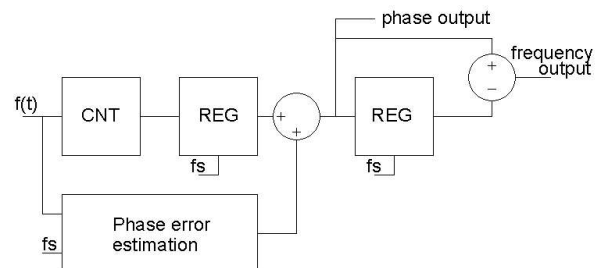 phase output
frequency
output
+
−
f(t)
CNT
REG
+
+
REG
fs
fs
Phase error
estimation
fs